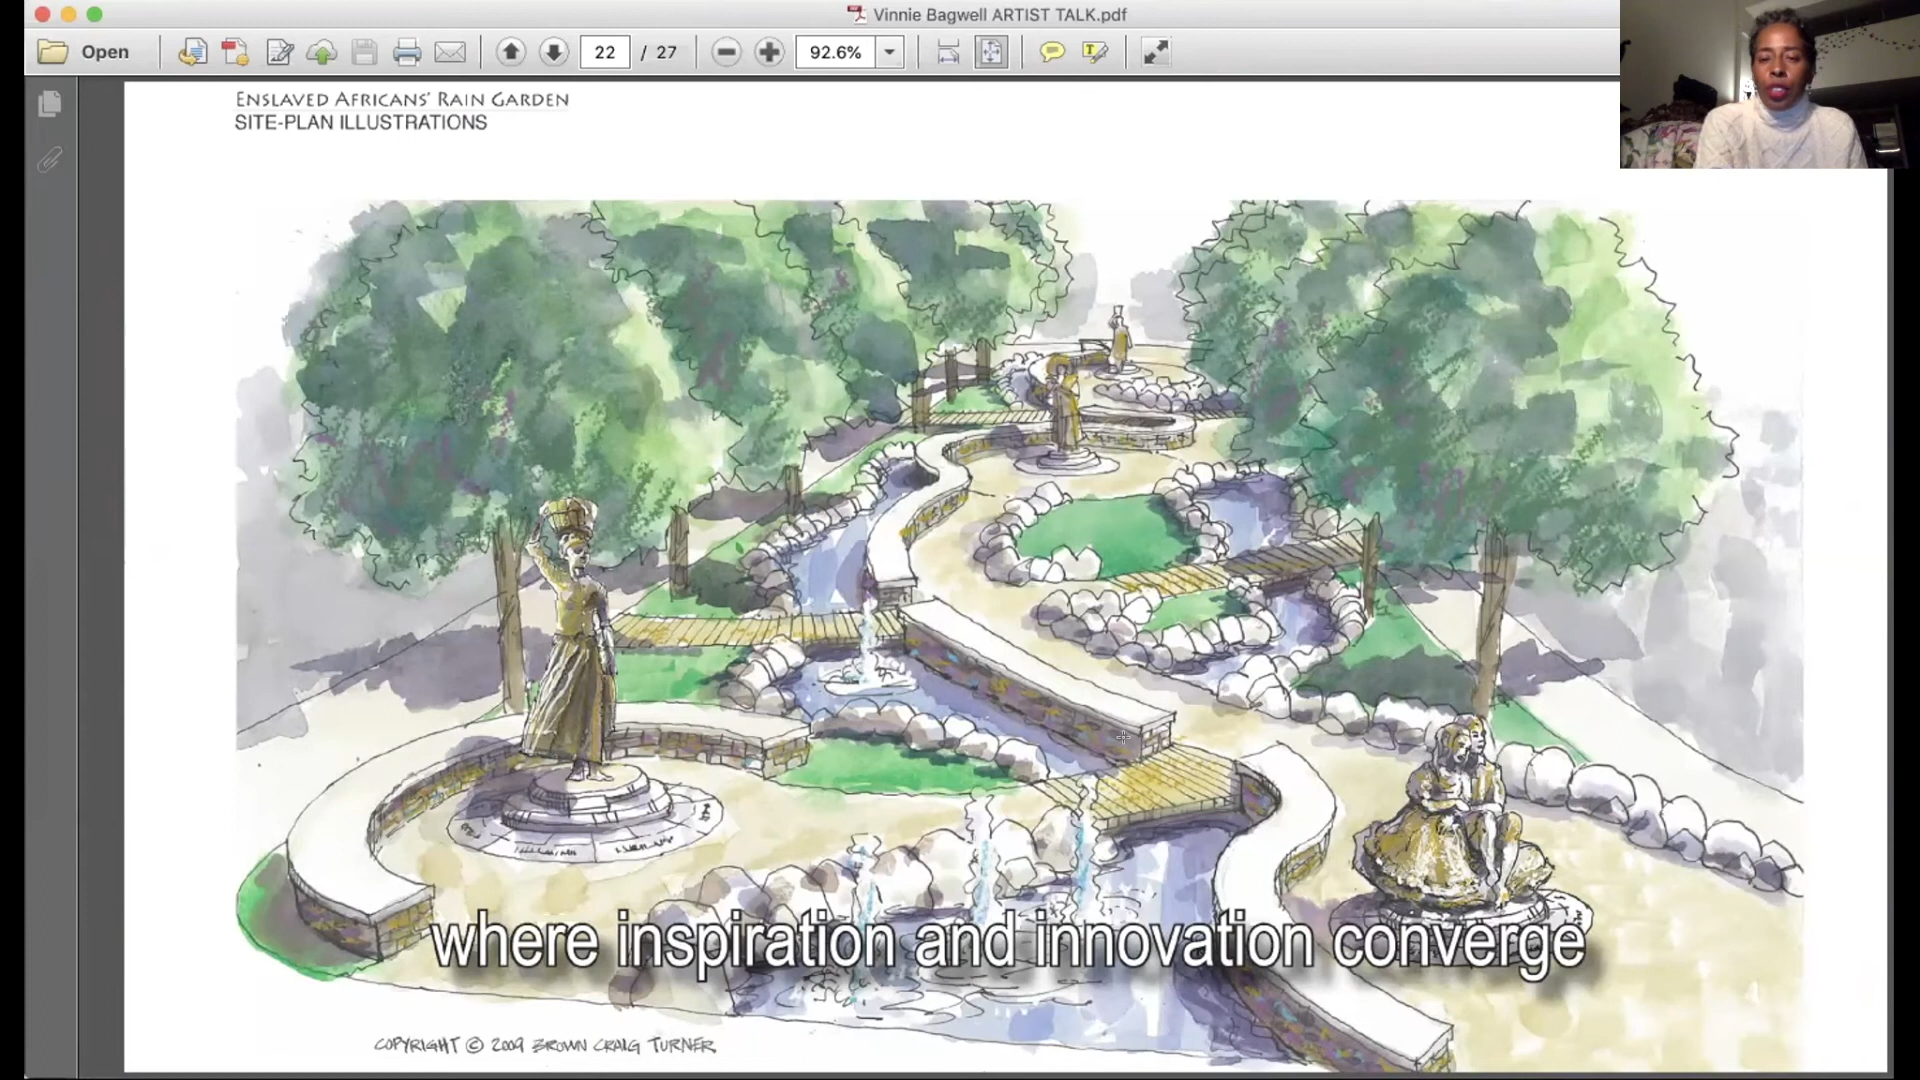 Vinnie Bagwell ARTIST TALK.pdf
Open
22 / 27
92.6%
ENSLAVED AFRICANS' RAIN GARDEN
SITE-PLAN ILLUSTRATIONS
where inspiration and innovation converge
COPYRIGHT © 2009 BROWN CRAIG TURNER